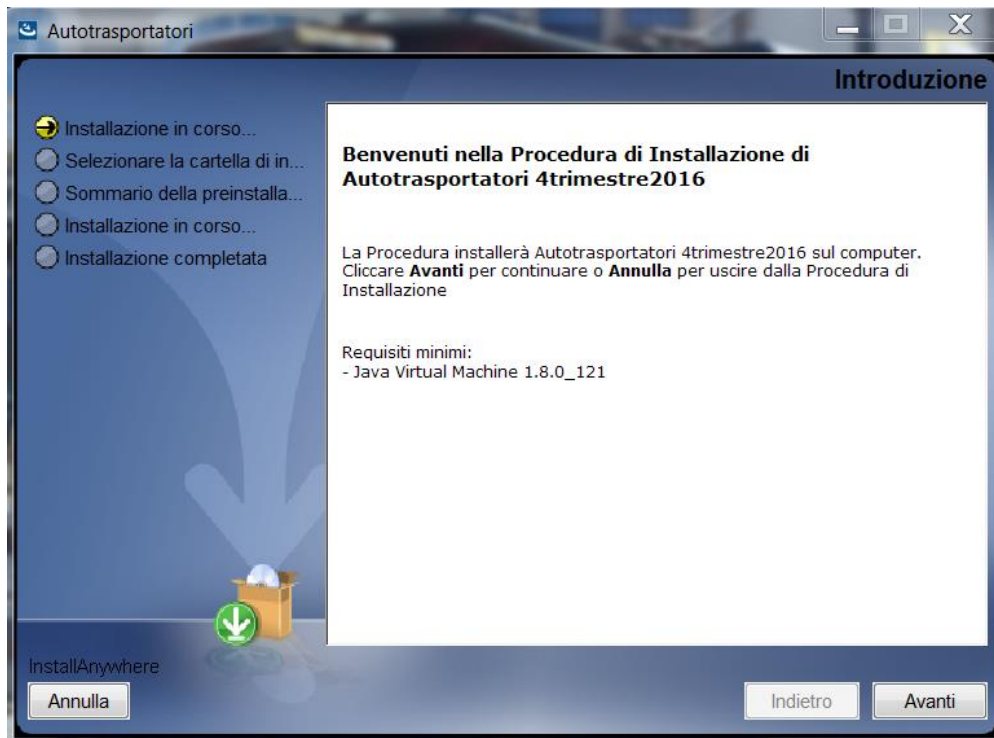 Autotrasportatori
Introduzione
Installazione in corso...
Selezionare la cartella di in...
Sommario della preinstalla...
Installazione in corso...
Installazione completata
Benvenuti nella Procedura di Installazione di
Autotrasportatori 4trimestre2016
La Procedura installerà Autotrasportatori 4trimestre2016 sul computer.
Cliccare Avanti per continuare o Annulla per uscire dalla Procedura di
Installazione
Requisiti minimi:
- Java Virtual Machine 1.8.0_121
InstallAnywhere
Annulla
Indietro
Avanti